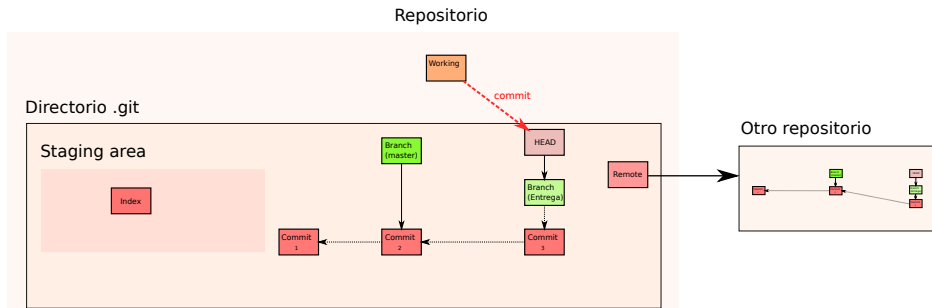 Repositorio
Working
commit
Directorio .git
Otro repositorio
Staging area
Branch
(master)
HEAD
Remote
Index
Branch
(Entrega)
Commit
1
Commit
2
Commit
3